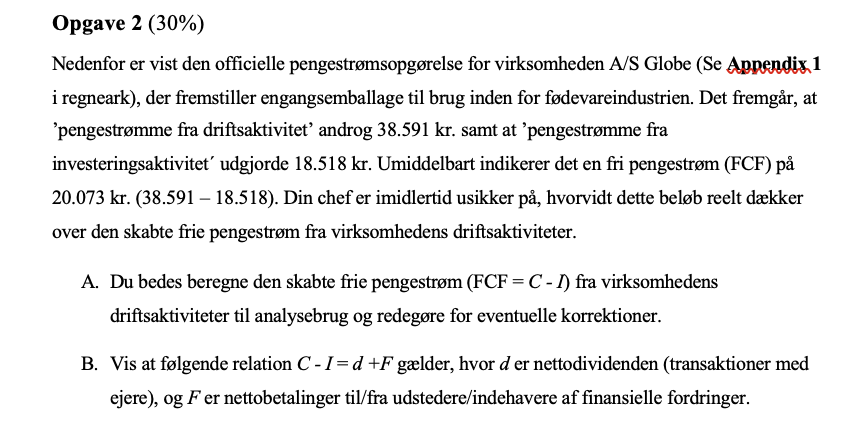 Opgave 2 (30%)
Nedenfor er vist den officielle pengestrømsopgørelse for virksomheden A/S Globe (Se Appendix 1
i regneark), der fremstiller engangsemballage til brug inden for fødevareindustrien. Det fremgår, at
’pengestrømme fra driftsaktivitet’ androg 38.591 kr. samt at ’pengestrømme fra
investeringsaktivitet´ udgjorde 18.518 kr. Umiddelbart indikerer det en fri pengestrøm (FCF) på
20.073 kr. (38.591 – 18.518). Din chef er imidlertid usikker på, hvorvidt dette beløb reelt dækker
over den skabte frie pengestrøm fra virksomhedens driftsaktiviteter.
A. Du bedes beregne den skabte frie pengestrøm (FCF = C - I) fra virksomhedens
driftsaktiviteter til analysebrug og redegøre for eventuelle korrektioner.
B. Vis at følgende relation C - I = d +F gælder, hvor d er nettodividenden (transaktioner med
ejere), og F er nettobetalinger til/fra udstedere/indehavere af finansielle fordringer.